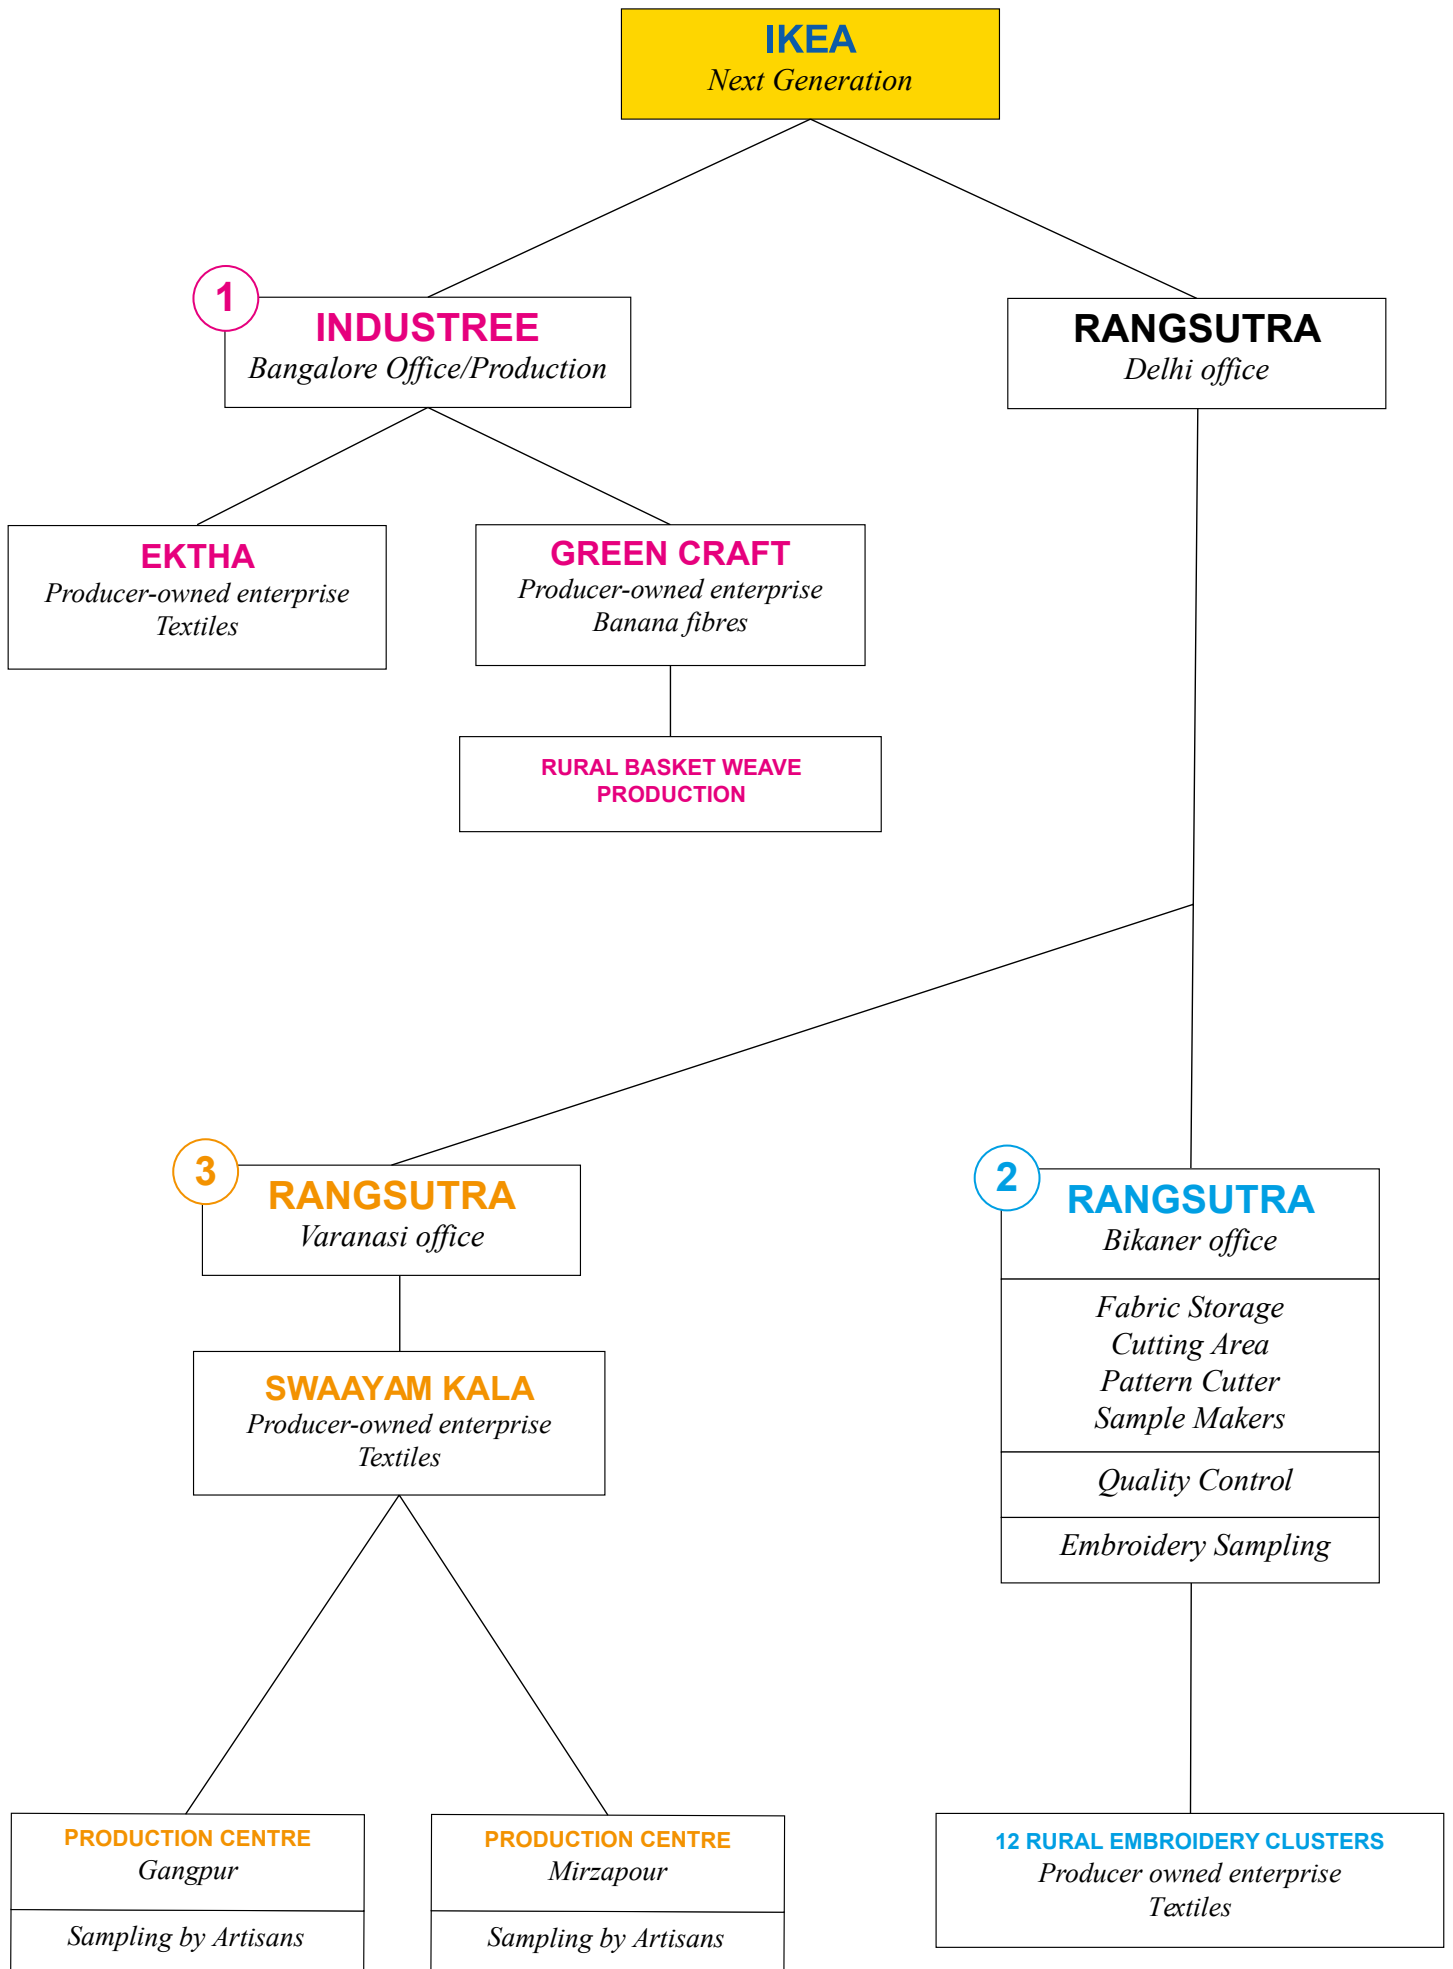 IKEA
Next Generation
1
INDUSTREE
Bangalore Office/Production
RANGSUTRA
Delhi office
EKTHA
Producer-owned enterprise
Textiles
GREEN CRAFT
Producer-owned enterprise
Banana fibres
RURAL BASKET WEAVE
PRODUCTION
3
RANGSUTRA
Varanasi office
2
RANGSUTRA
Bikaner office
Fabric Storage
Cutting Area
Pattern Cutter
Sample Makers
Quality Control
Embroidery Sampling
SWAAYAM KALA
Producer-owned enterprise
Textiles
PRODUCTION CENTRE
Gangpur
Sampling by Artisans
PRODUCTION CENTRE
Mirzapour
Sampling by Artisans
12 RURAL EMBROIDERY CLUSTERS
Producer owned enterprise
Textiles